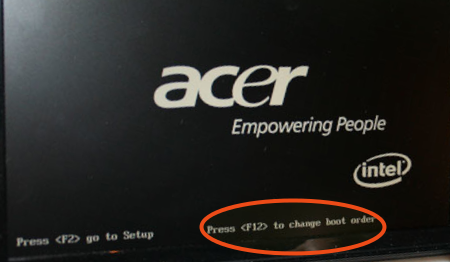 acer
Empowering People
intel
Press <F12> to change boot order
Press <F2> go to Setup